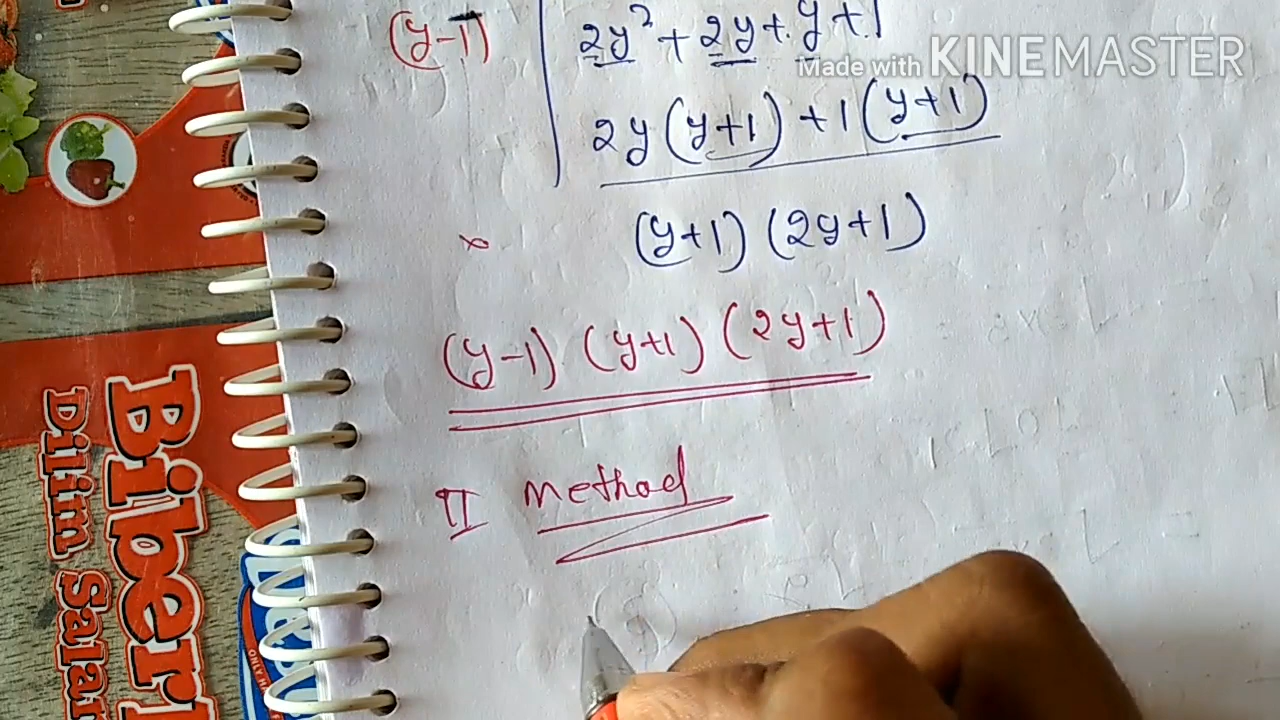 (y-1) 2y² + 2y + y + 1
Made with KINEMASTER
2y (y+1) + 1 (y+1)
(y+1) (2y+1)
(y-1) (y+1) (2y+1)
II Method
Biber
Dilim Salam